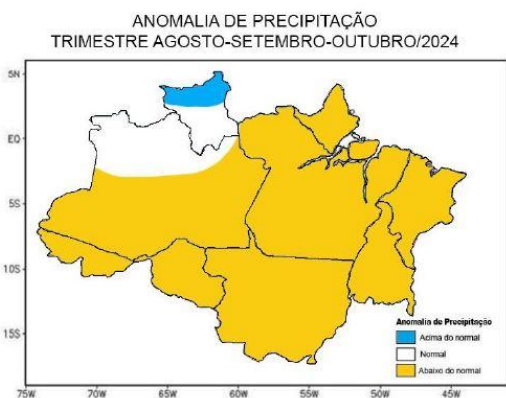 ANOMALIA DE PRECIPITAÇÃO
TRIMESTRE AGOSTO-SETEMBRO-OUTUBRO/2024
5N
EQ
5S
10S
15S
75W 70W 65W 60W 55W 50W 45W
Anomalia de Precipitação
Acima do normal
Normal
Abaixo do normal